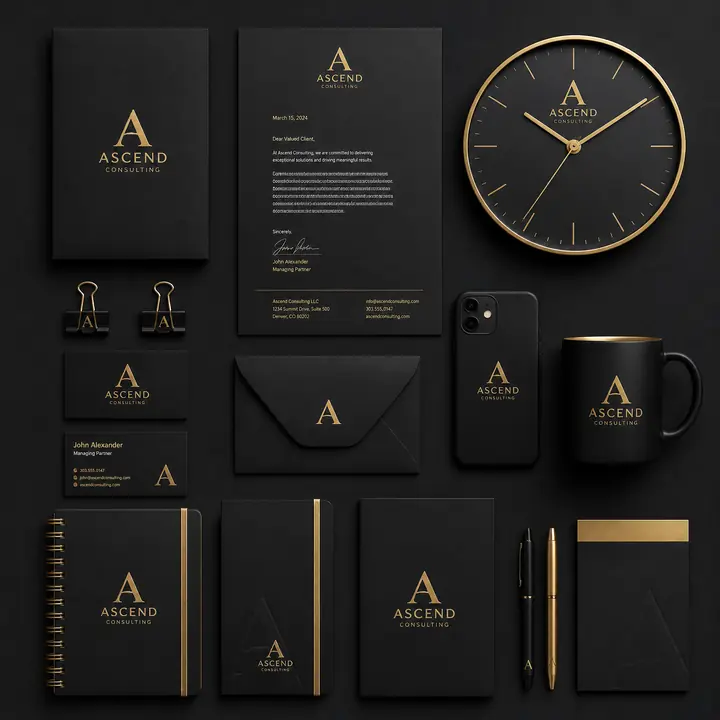 A
ASCEND
CONSULTING
A
ASCEND
CONSULTING
March 15, 2024
Dear Valued Client,
At Ascend Consulting, we are committed to delivering
exceptional solutions and driving meaningful results.
Sincerely,
John Alexander
Managing Partner
Ascend Consulting LLC
1234 Summit Drive, Suite 500
Denver, CO 80202
info@ascendconsulting.com
303.555.0147
ascendconsulting.com
A
ASCEND
CONSULTING
A
A
A
ASCEND
CONSULTING
John Alexander
Managing Partner
303.555.0147
john@ascendconsulting.com
ascendconsulting.com
A
A
A
ASCEND
CONSULTING
A
ASCEND
CONSULTING
A
ASCEND
CONSULTING
A
ASCEND
CONSULTING
A
ASCEND
CONSULTING
A